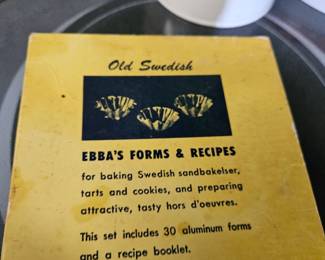 Old Swedish
EBBA'S FORMS & RECIPES
for baking Swedish sandbakelser,
tarts and cookies, and preparing
attractive, tasty hors d'oeuvres.
This set includes 30 aluminum forms
and a recipe booklet.